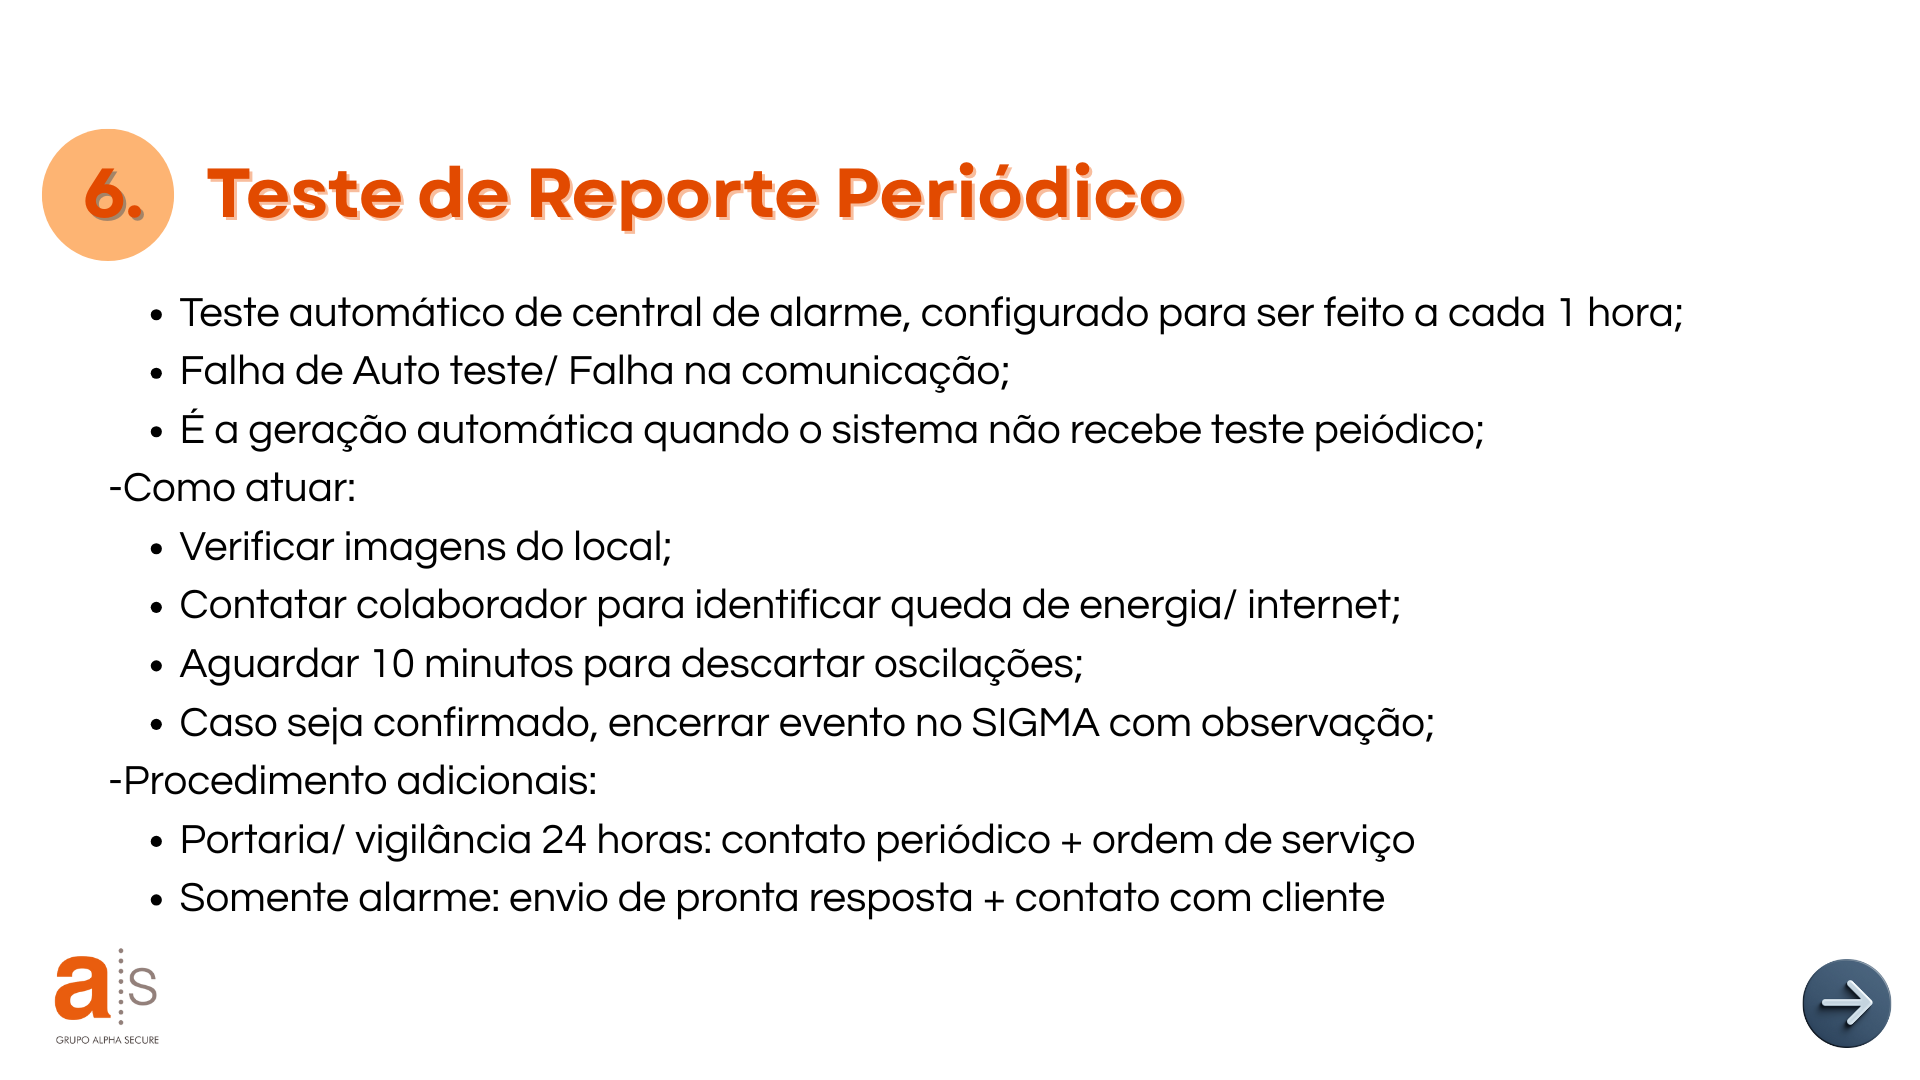 6. Teste de Reporte Periódico
• Teste automático de central de alarme, configurado para ser feito a cada 1 hora;
• Falha de Auto teste/ Falha na comunicação;
• É a geração automática quando o sistema não recebe teste peiódico;
-Como atuar:
• Verificar imagens do local;
• Contatar colaborador para identificar queda de energia/ internet;
• Aguardar 10 minutos para descartar oscilações;
• Caso seja confirmado, encerrar evento no SIGMA com observação;
-Procedimento adicionais:
• Portaria/ vigilância 24 horas: contato periódico + ordem de serviço
• Somente alarme: envio de pronta resposta + contato com cliente
a s
GRUPO ALPHA SECURE